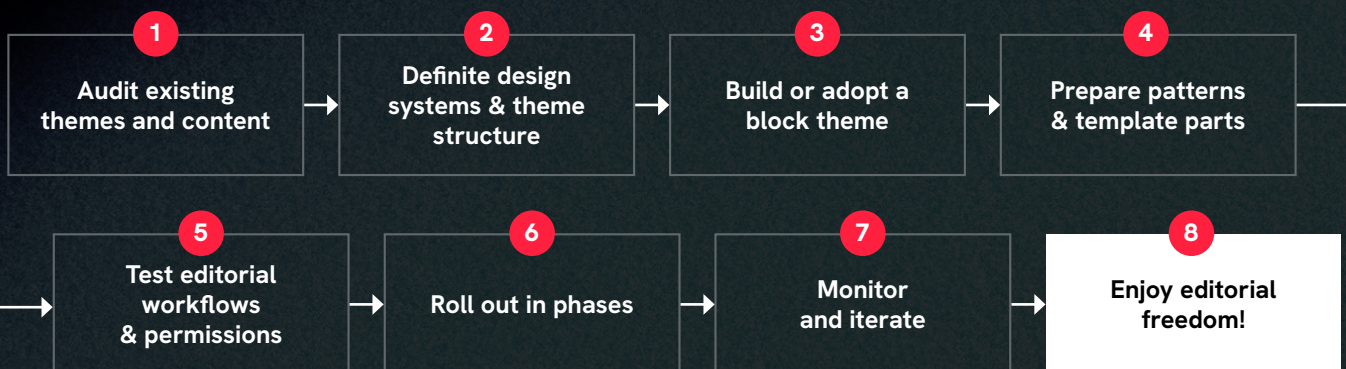 1
Audit existing
themes and content
2
Definite design
systems & theme
structure
3
Build or adopt a
block theme
4
Prepare patterns
& template parts
5
Test editorial
workflows
& permissions
6
Roll out in phases
7
Monitor
and iterate
8
Enjoy editorial
freedom!